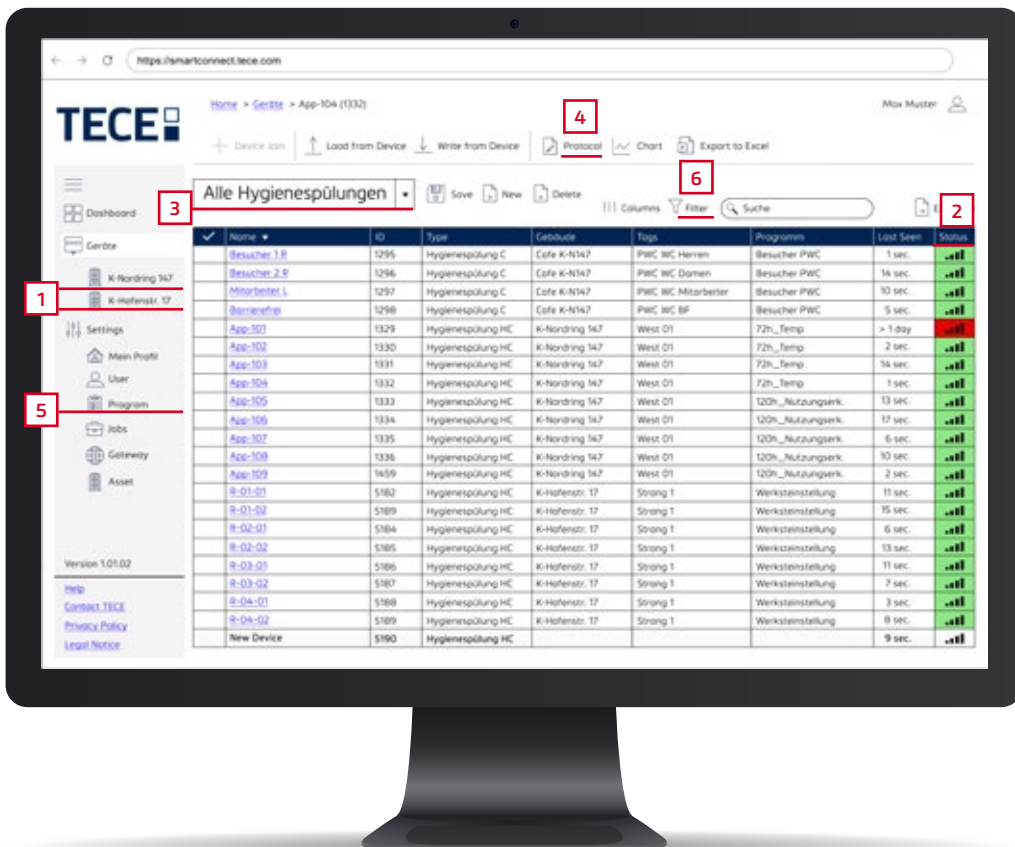 https://smartconnect.tece.com
TECE
Home > Geräte > App-104 (1332)
Max Muster
4
Device Join Load from Device Write from Device Protocol Chart Export to Excel
6
3 Alle Hygienespülungen Save New Delete
Columns Filter Suche 2
Dashboard
Geräte
K-Nordring 147
1
K-Hafenstr. 17
Settings
Mein Profil
User
5 Program
Jobs
Gateway
Asset
Version 1.01.02
Help
Contact TECE
Privacy Policy
Legal Notice
Name ID Type Gebäude Tags Programm Last Seen Status
Besucher 1 R 1295 Hygienespülung C Cafe K-N147 PWC WC Herren Besucher PWC 1 sec.
Besucher 2 R 1296 Hygienespülung C Cafe K-N147 PWC WC Damen Besucher PWC 14 sec.
Mitarbeiter L 1297 Hygienespülung C Cafe K-N147 PWC WC Mitarbeiter Besucher PWC 10 sec.
Barrierefrei 1298 Hygienespülung C Cafe K-N147 PWC WC BF Besucher PWC 5 sec.
App-101 1329 Hygienespülung HC K-Nordring 147 West 01 72h_Temp > 1 day
App-102 1330 Hygienespülung HC K-Nordring 147 West 01 72h_Temp 2 sec.
App-103 1331 Hygienespülung HC K-Nordring 147 West 01 72h_Temp 14 sec.
App-104 1332 Hygienespülung HC K-Nordring 147 West 01 72h_Temp 1 sec.
App-105 1333 Hygienespülung HC K-Nordring 147 West 01 120h_Nutzungserk. 13 sec.
App-106 1334 Hygienespülung HC K-Nordring 147 West 01 120h_Nutzungserk. 17 sec.
App-107 1335 Hygienespülung HC K-Nordring 147 West 01 120h_Nutzungserk. 6 sec.
App-108 1336 Hygienespülung HC K-Nordring 147 West 01 120h_Nutzungserk. 10 sec.
App-109 1459 Hygienespülung HC K-Nordring 147 West 01 120h_Nutzungserk. 2 sec.
R-01-01 5182 Hygienespülung HC K-Hafenstr. 17 Strang 1 Werkseinstellung 11 sec.
R-01-02 5189 Hygienespülung HC K-Hafenstr. 17 Strang 1 Werkseinstellung 15 sec.
R-02-01 5184 Hygienespülung HC K-Hafenstr. 17 Strang 1 Werkseinstellung 6 sec.
R-02-02 5185 Hygienespülung HC K-Hafenstr. 17 Strang 1 Werkseinstellung 13 sec.
R-03-01 5186 Hygienespülung HC K-Hafenstr. 17 Strang 1 Werkseinstellung 11 sec.
R-03-02 5187 Hygienespülung HC K-Hafenstr. 17 Strang 1 Werkseinstellung 7 sec.
R-04-01 5188 Hygienespülung HC K-Hafenstr. 17 Strang 1 Werkseinstellung 3 sec.
R-04-02 5189 Hygienespülung HC K-Hafenstr. 17 Strang 1 Werkseinstellung 8 sec.
New Device 5190 Hygienespülung HC 9 sec.